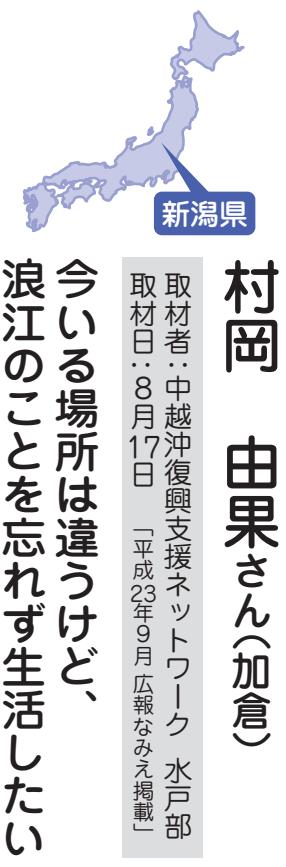 新潟県
村岡 由果さん(加倉)
取材者:中越沖復興支援ネットワーク 水戸部
取材日:8月17日 「平成23年9月 広報なみえ掲載」
今いる場所は違うけど、
浪江のことを忘れず生活したい